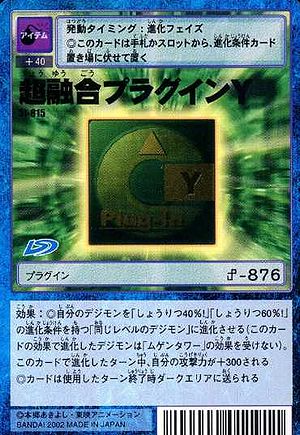 アイテム
+40
発動タイミング：進化フェイズ
◎このカードは手札かスロットから、進化条件カード
置き場に伏せて置く
超融合プラグインY
St-815
Y
Plug-In
D
プラグイン
-876
効果：◎自分のデジモンを「しょうりつ40%!」「しょうりつ60%!」
の進化条件を持つ「同じレベルのデジモン」に進化させる(このカー
ドの効果で進化したデジモンは「ムゲンタワー」の効果を受けない)。
このカードで進化したターン中、自分の攻撃力が+300される
◎カードは使用したターン終了時ダークエリアに送られる
©本郷あきよし・東映アニメーション
BANDAI 2002 MADE IN JAPAN